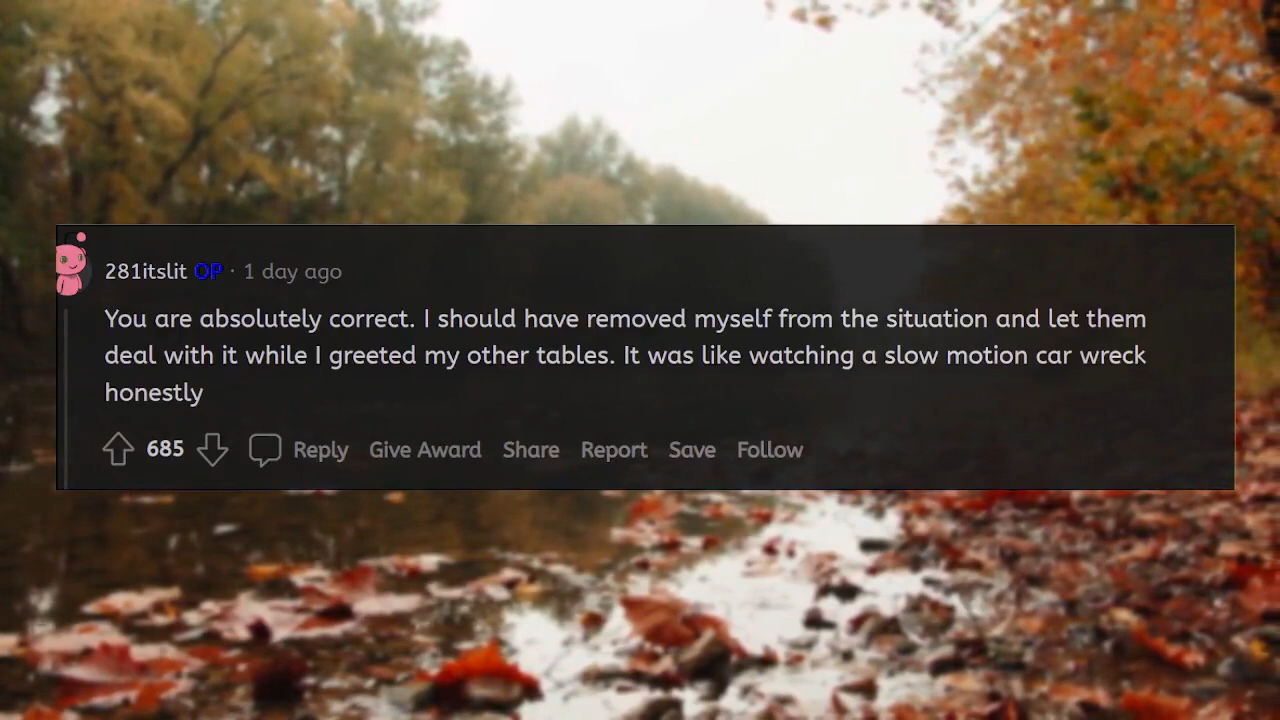 281itslit OP · 1 day ago
You are absolutely correct. I should have removed myself from the situation and let them
deal with it while I greeted my other tables. It was like watching a slow motion car wreck
honestly
685 Reply Give Award Share Report Save Follow